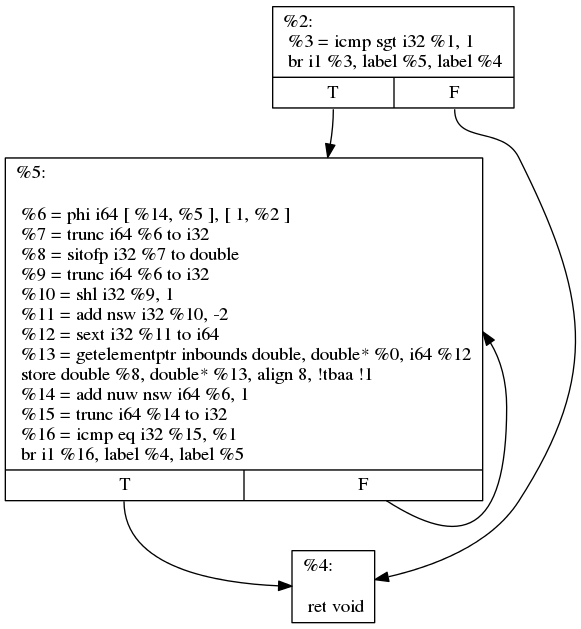 %2:
%3 = icmp sgt i32 %1, 1
br i1 %3, label %5, label %4
T F
%5:
%6 = phi i64 [ %14, %5 ], [ 1, %2 ]
%7 = trunc i64 %6 to i32
%8 = sitofp i32 %7 to double
%9 = trunc i64 %6 to i32
%10 = shl i32 %9, 1
%11 = add nsw i32 %10, -2
%12 = sext i32 %11 to i64
%13 = getelementptr inbounds double, double* %0, i64 %12
store double %8, double* %13, align 8, !tbaa !1
%14 = add nuw nsw i64 %6, 1
%15 = trunc i64 %14 to i32
%16 = icmp eq i32 %15, %1
br i1 %16, label %4, label %5
T F
%4:
ret void